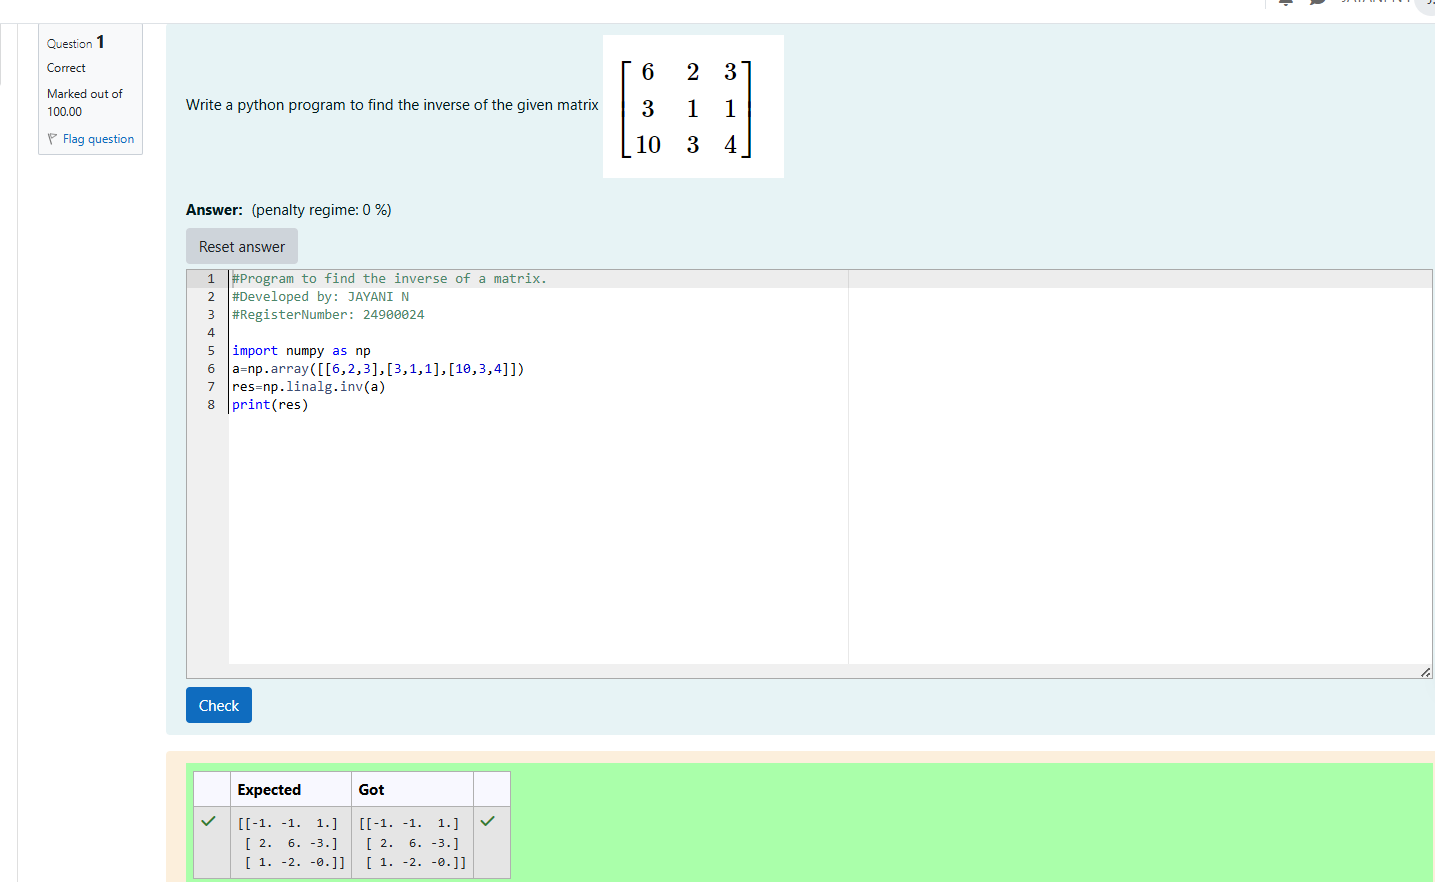 Question 1
Correct
Marked out of
100.00
Flag question
Write a python program to find the inverse of the given matrix
6 2 3
3 1 1
10 3 4
Answer: (penalty regime: 0 %)
Reset answer
1 #Program to find the inverse of a matrix.
2 #Developed by: JAYANI N
3 #RegisterNumber: 24900024
4
5 import numpy as np
6 a=np.array([[6,2,3],[3,1,1],[10,3,4]])
7 res=np.linalg.inv(a)
8 print(res)
Check
Expected Got
[[-1. -1. 1.] [[-1. -1. 1.]
[ 2. 6. -3.] [ 2. 6. -3.]
[ 1. -2. -0.]] [ 1. -2. -0.]]